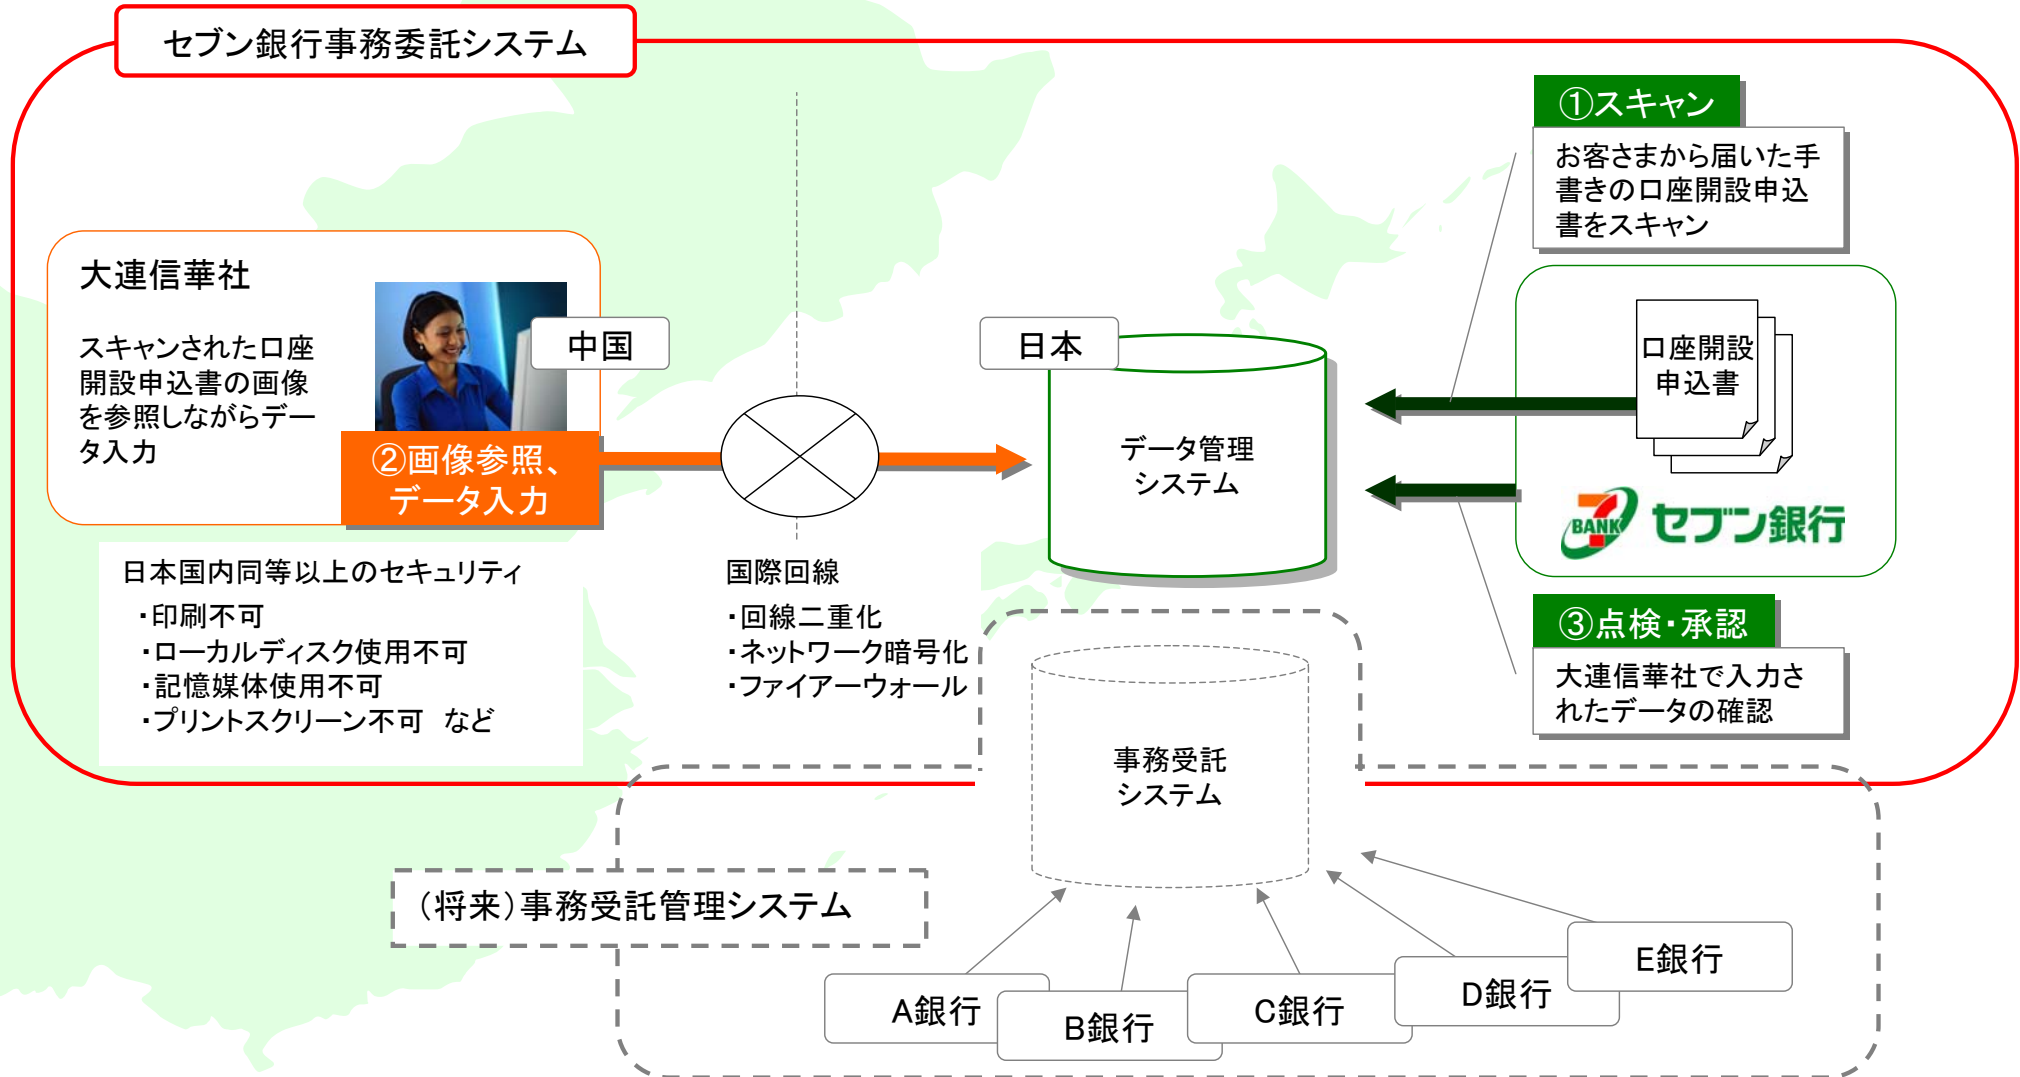 セブン銀行事務委託システム
①スキャン
お客さまから届いた手
書きの口座開設申込
書をスキャン
大連信華社
スキャンされた口座
開設申込書の画像
を参照しながらデー
タ入力
中国
②画像参照、
データ入力
日本
データ管理
システム
口座開設
申込書
7
BANK
セブン銀行
日本国内同等以上のセキュリティ
・印刷不可
・ローカルディスク使用不可
・記憶媒体使用不可
・プリントスクリーン不可 など
国際回線
・回線二重化
・ネットワーク暗号化
・ファイアーウォール
③点検・承認
大連信華社で入力さ
れたデータの確認
事務受託
システム
（将来）事務受託管理システム
A銀行
B銀行
C銀行
D銀行
E銀行